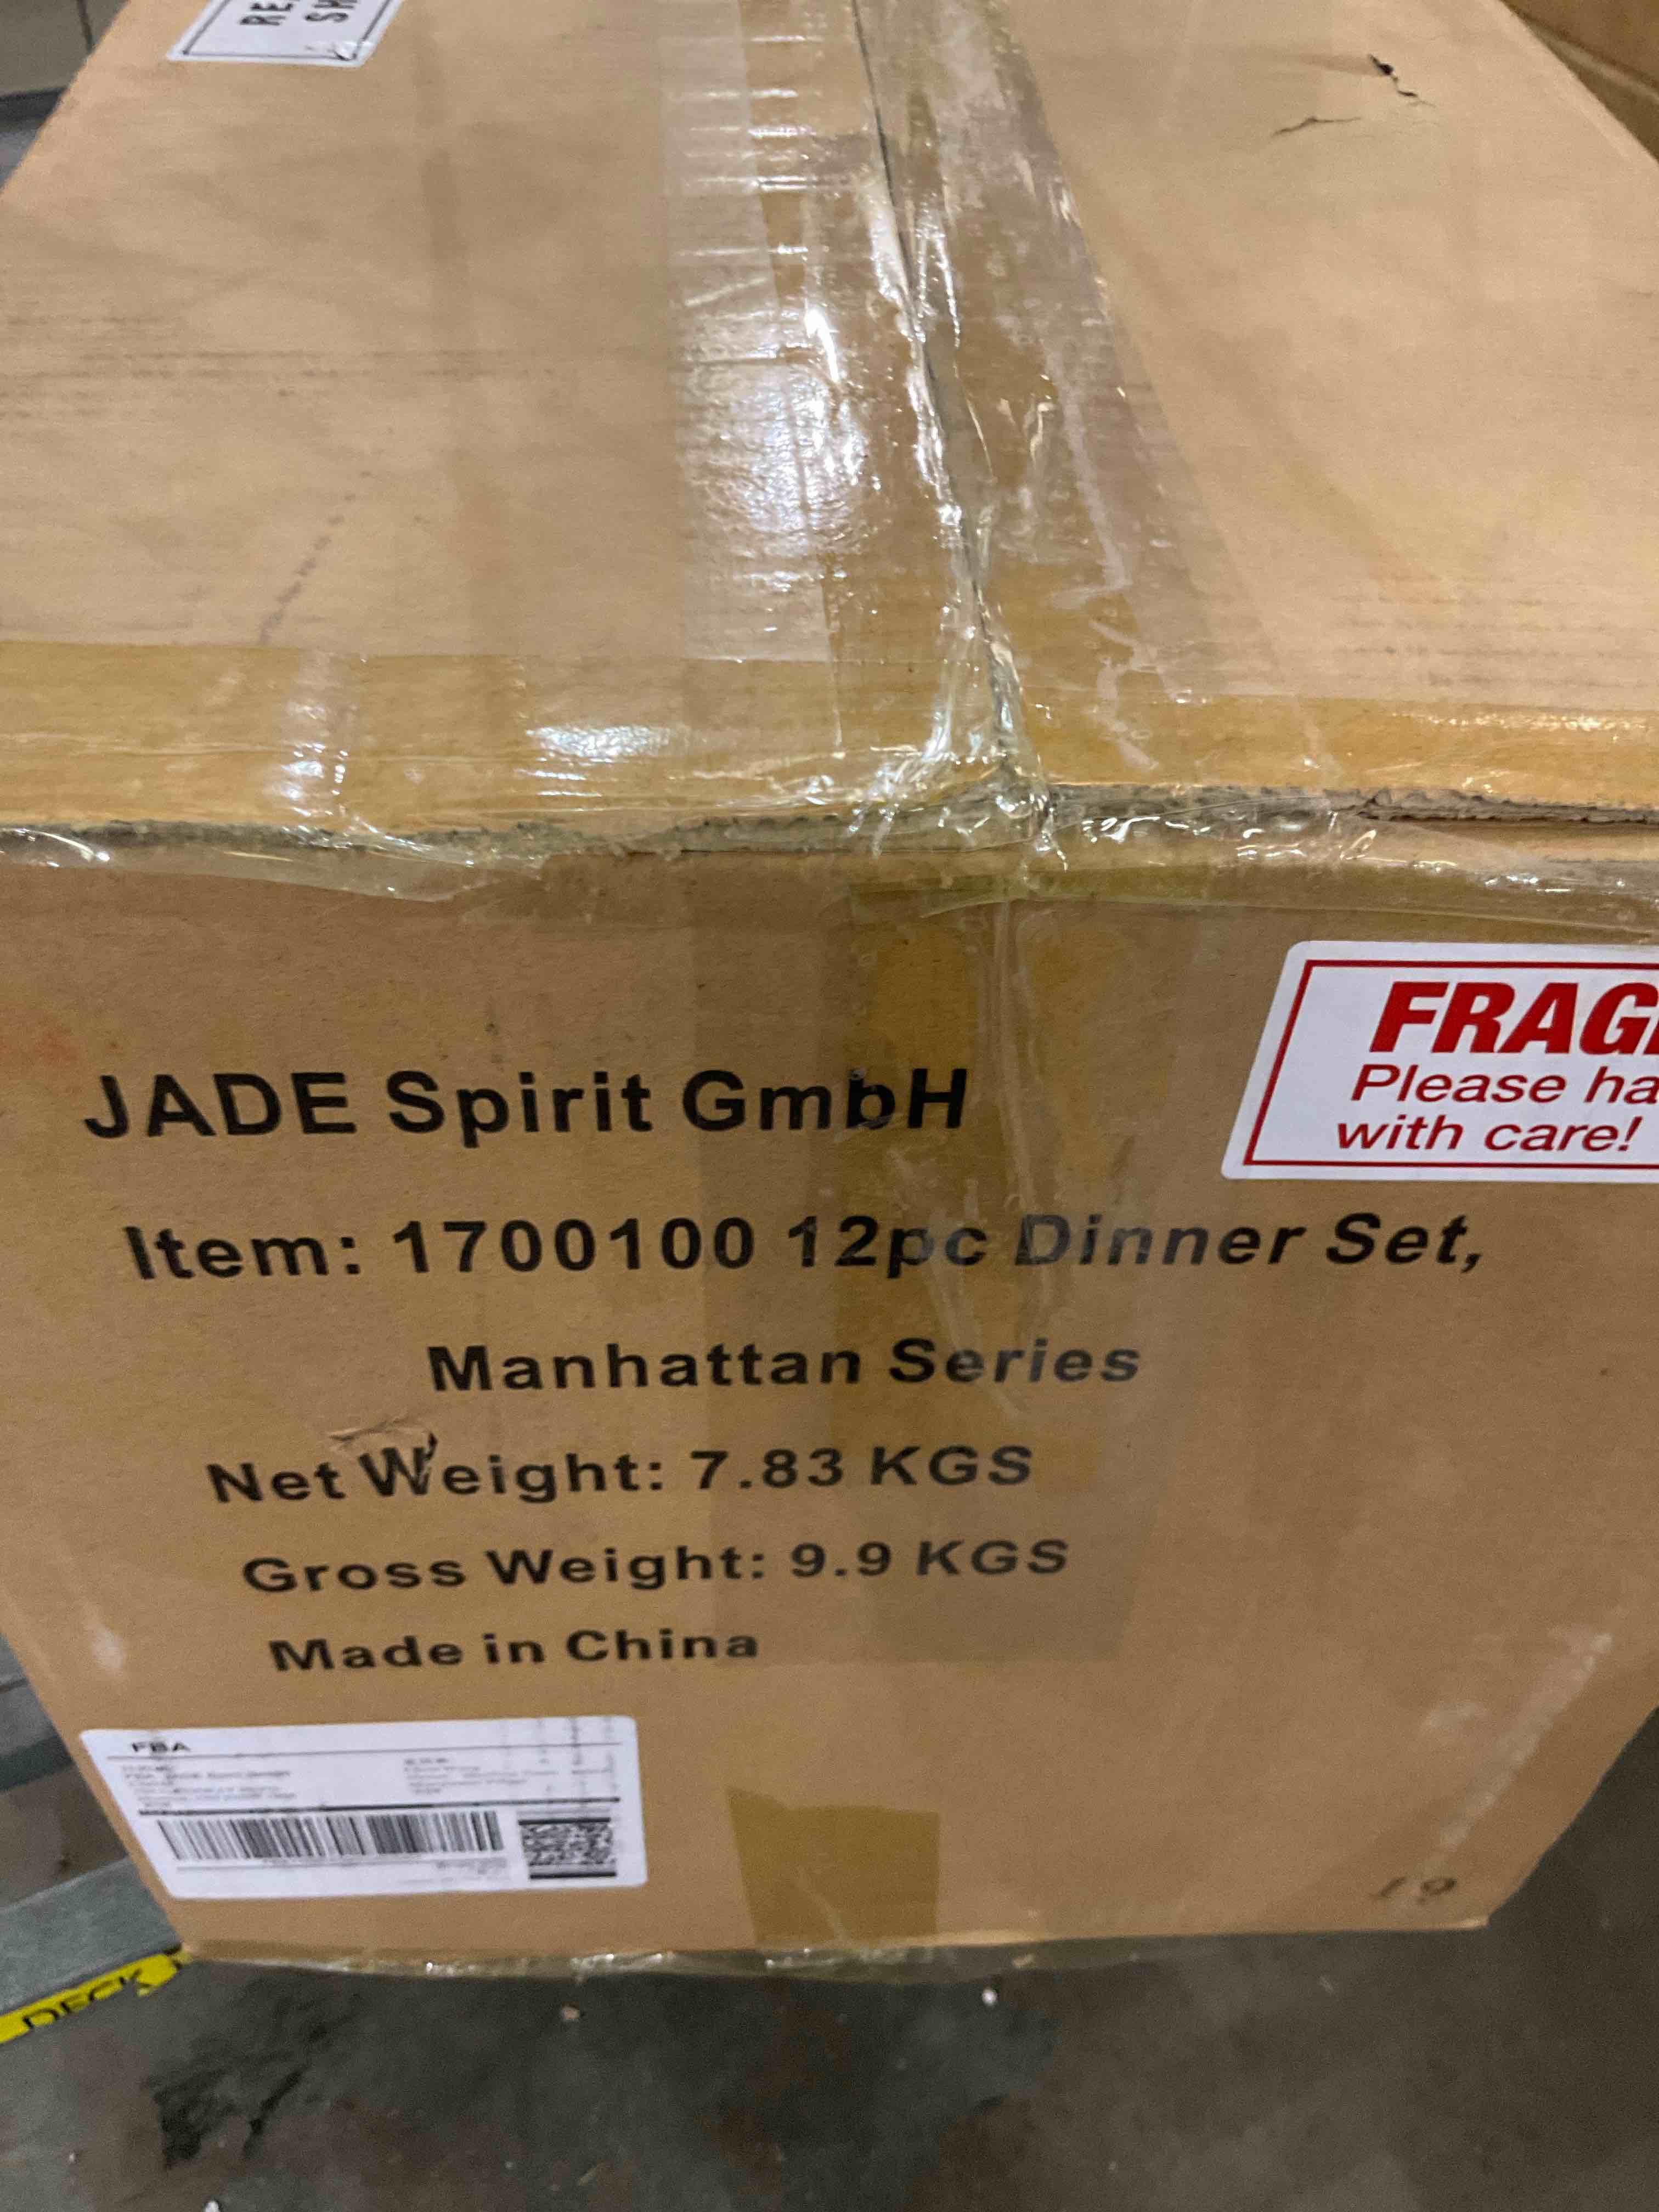 JADE Spirit GmbH
FRAG
Please ha
with care!
Item: 1700100 12pc Dinner Set,
Manhattan Series
Net Weight: 7.83 KGS
Gross Weight: 9.9 KGS
Made in China
FBA
DECK